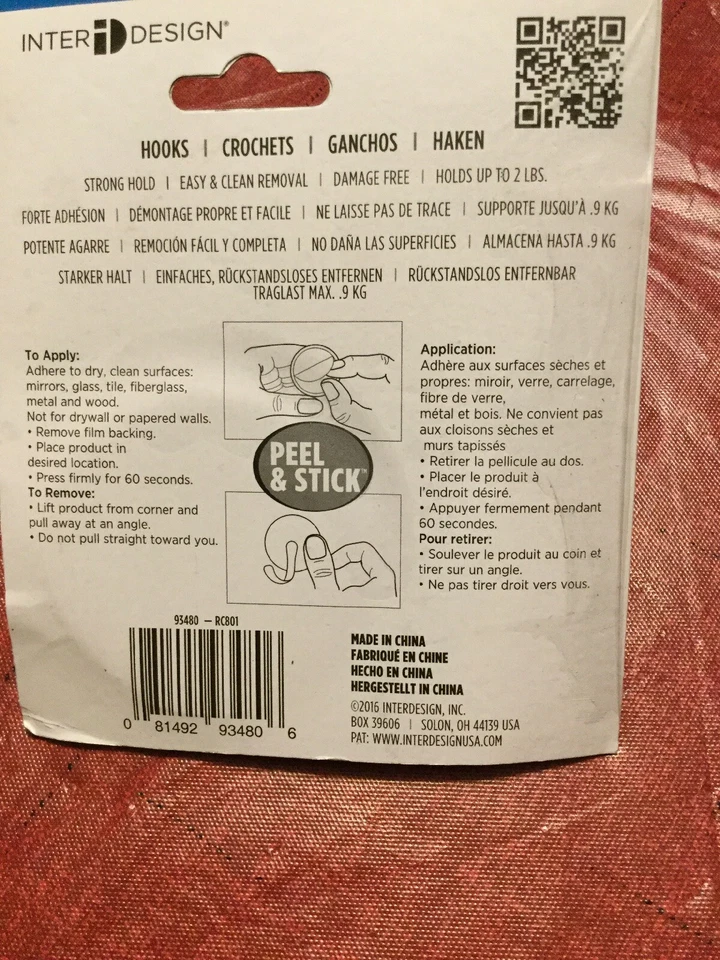 INTER iD DESIGN®
HOOKS | CROCHETS | GANCHOS | HAKEN
STRONG HOLD | EASY & CLEAN REMOVAL | DAMAGE FREE | HOLDS UP TO 2 LBS.
FORTE ADHÉSION | DÉMONTAGE PROPRE ET FACILE | NE LAISSE PAS DE TRACE | SUPPORTE JUSQU'À .9 KG
POTENTE AGARRE | REMOCIÓN FÁCIL Y COMPLETA | NO DAÑA LAS SUPERFICIES | ALMACENA HASTA .9 KG
STARKER HALT | EINFACHES, RÜCKSTANDSLOSES ENTFERNEN | RÜCKSTANDSLOS ENTFERNBAR
TRAGLAST MAX. .9 KG
To Apply:
Adhere to dry, clean surfaces:
mirrors, glass, tile, fiberglass,
metal and wood.
Not for drywall or papered walls.
• Remove film backing.
• Place product in
desired location.
• Press firmly for 60 seconds.
To Remove:
• Lift product from corner and
pull away at an angle.
• Do not pull straight toward you.
PEEL
& STICK™
Application:
Adhère aux surfaces sèches et
propres: miroir, verre, carrelage,
fibre de verre,
métal et bois. Ne convient pas
aux cloisons sèches et
murs tapissés
• Retirer la pellicule au dos.
• Placer le produit à
l'endroit désiré.
• Appuyer fermement pendant
60 secondes.
Pour retirer:
• Soulever le produit au coin et
tirer sur un angle.
• Ne pas tirer droit vers vous.
93480 – RC801
0 81492 93480 6
MADE IN CHINA
FABRIQUÉ EN CHINE
HECHO EN CHINA
HERGESTELLT IN CHINA
©2016 INTERDESIGN, INC.
BOX 39606 | SOLON, OH 44139 USA
PAT: WWW.INTERDESIGNUSA.COM